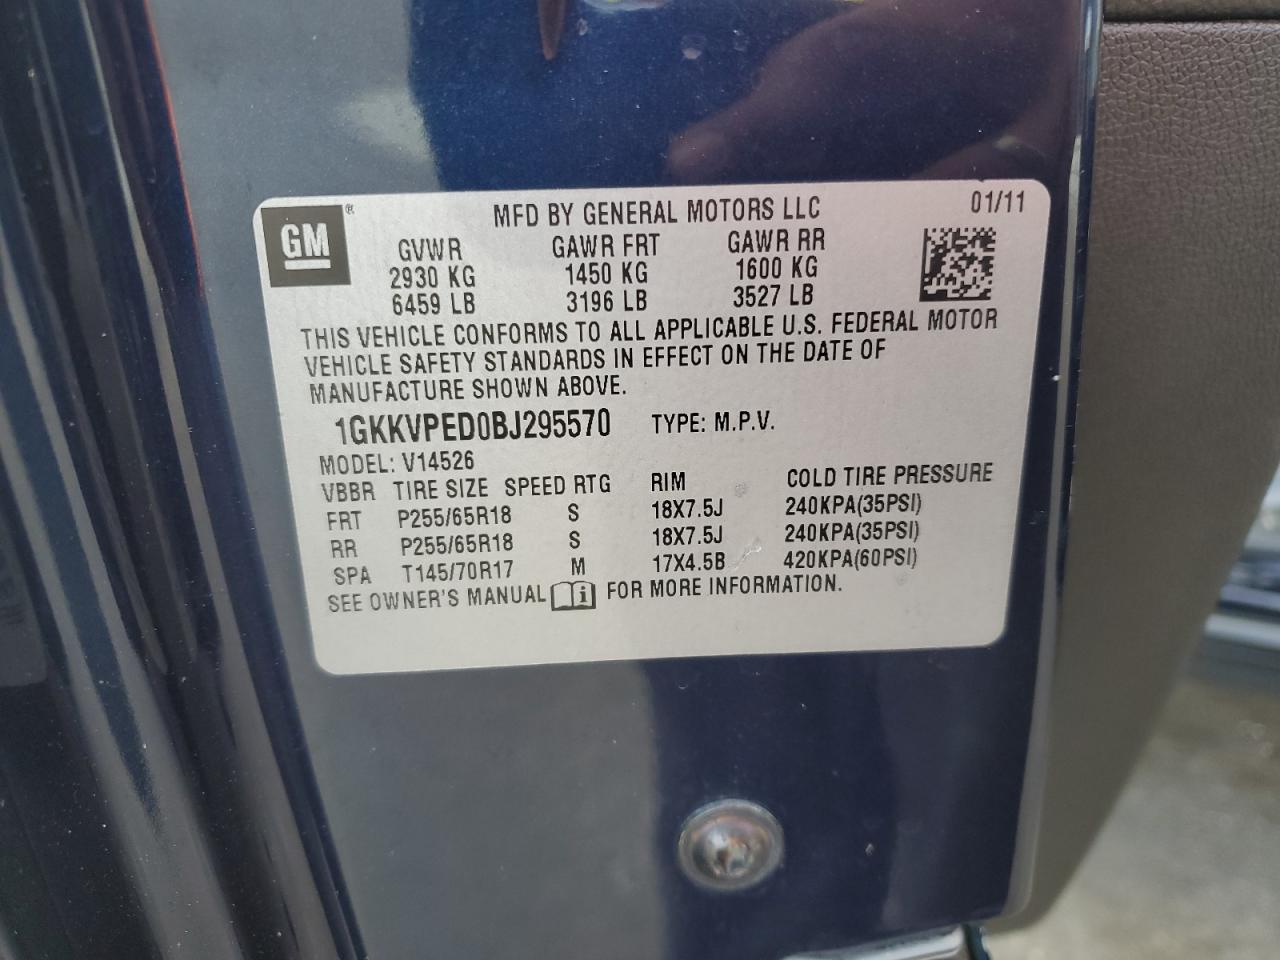 GM ® MFD BY GENERAL MOTORS LLC 01/11
GVWR GAWR FRT GAWR RR
2930 KG 1450 KG 1600 KG
6459 LB 3196 LB 3527 LB
THIS VEHICLE CONFORMS TO ALL APPLICABLE U.S. FEDERAL MOTOR
VEHICLE SAFETY STANDARDS IN EFFECT ON THE DATE OF
MANUFACTURE SHOWN ABOVE.
1GKKVPED0BJ295570 TYPE: M.P.V.
MODEL: V14526
VBBR TIRE SIZE SPEED RTG RIM COLD TIRE PRESSURE
FRT P255/65R18 S 18X7.5J 240KPA(35PSI)
RR P255/65R18 S 18X7.5J 240KPA(35PSI)
SPA T145/70R17 M 17X4.5B 420KPA(60PSI)
SEE OWNER'S MANUAL i FOR MORE INFORMATION.